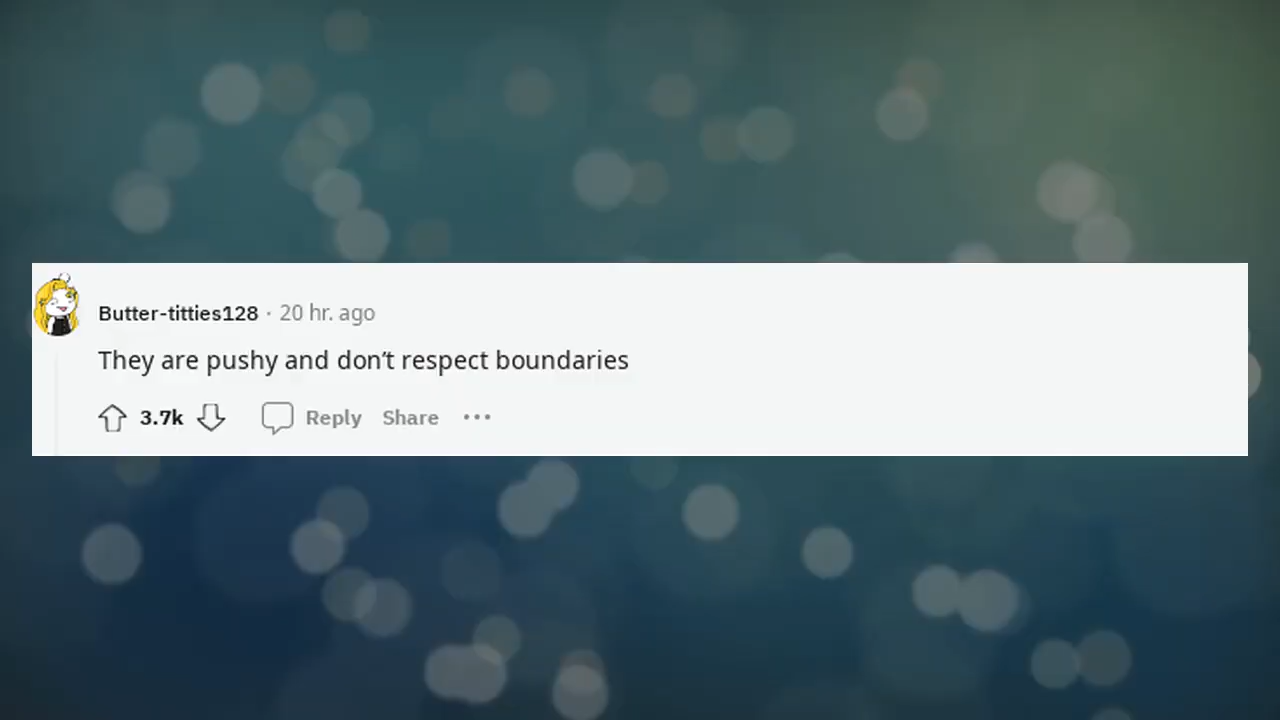 Butter-titties128 · 20 hr. ago
They are pushy and don’t respect boundaries
3.7k Reply Share ···